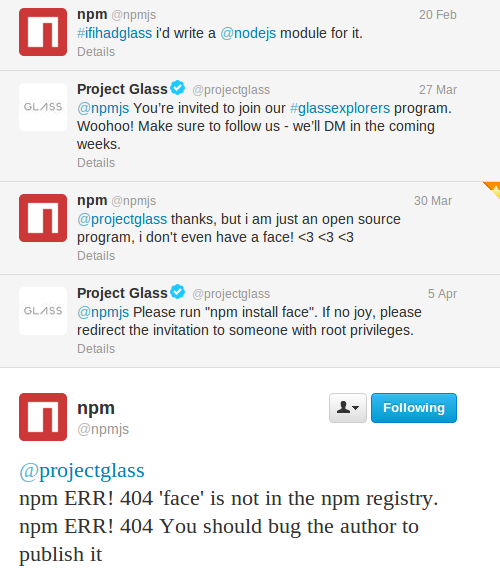 npm @npmjs 20 Feb
#ifihadglass i'd write a @nodejs module for it.
Details
GLASS
Project Glass @projectglass 27 Mar
@npmjs You're invited to join our #glassexplorers program.
Woohoo! Make sure to follow us - we'll DM in the coming
weeks.
Details
npm @npmjs 30 Mar
@projectglass thanks, but i am just an open source
program, i don't even have a face! <3 <3 <3
Details
GLASS
Project Glass @projectglass 5 Apr
@npmjs Please run "npm install face". If no joy, please
redirect the invitation to someone with root privileges.
Details
npm
@npmjs
Following
@projectglass
npm ERR! 404 'face' is not in the npm registry.
npm ERR! 404 You should bug the author to
publish it